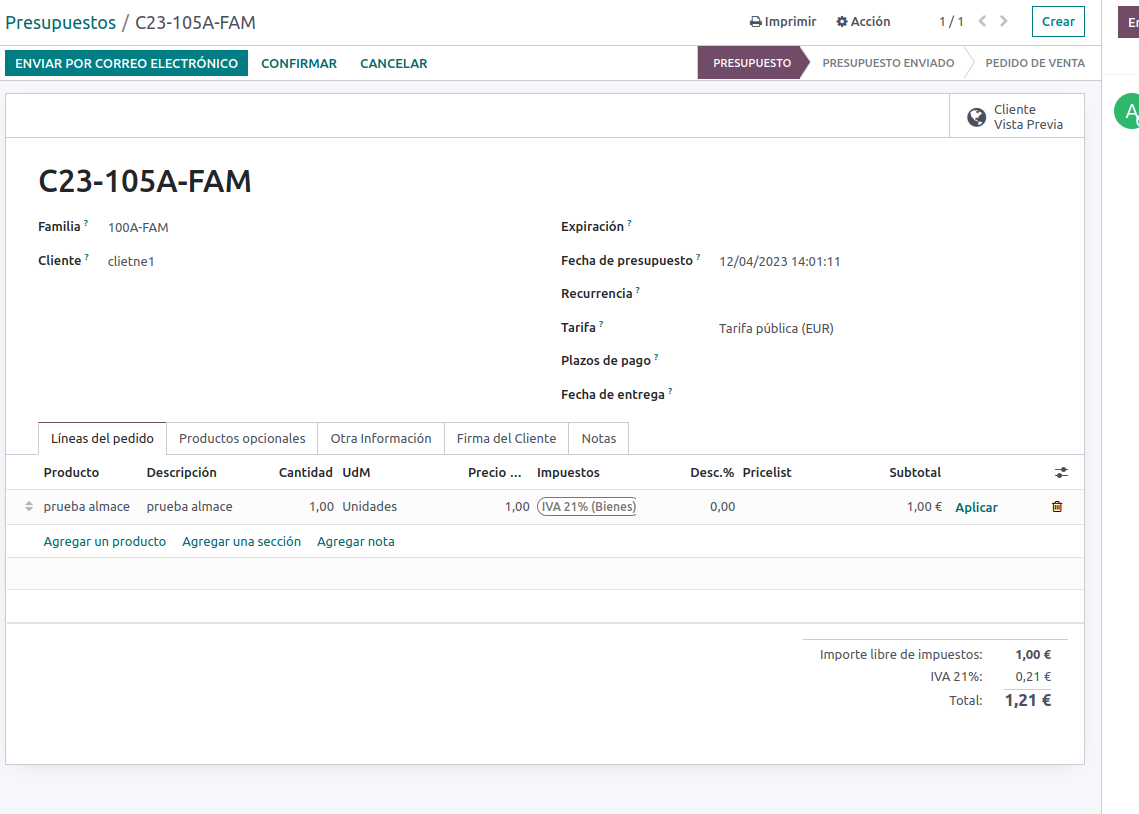 Presupuestos / C23-105A-FAM
Imprimir Acción 1 / 1 Crear
ENVIAR POR CORREO ELECTRÓNICO CONFIRMAR CANCELAR PRESUPUESTO PRESUPUESTO ENVIADO PEDIDO DE VENTA
Cliente
Vista Previa
C23-105A-FAM
Familia ? 100A-FAM
Cliente ? clietne1
Expiración ?
Fecha de presupuesto ? 12/04/2023 14:01:11
Recurrencia ?
Tarifa ? Tarifa pública (EUR)
Plazos de pago ?
Fecha de entrega ?
Líneas del pedido Productos opcionales Otra Información Firma del Cliente Notas
Producto Descripción Cantidad UdM Precio ... Impuestos Desc.% Pricelist Subtotal
prueba almace prueba almace 1,00 Unidades 1,00 IVA 21% (Bienes) 0,00 1,00 € Aplicar
Agregar un producto Agregar una sección Agregar nota
Importe libre de impuestos: 1,00 €
IVA 21%: 0,21 €
Total: 1,21 €
A